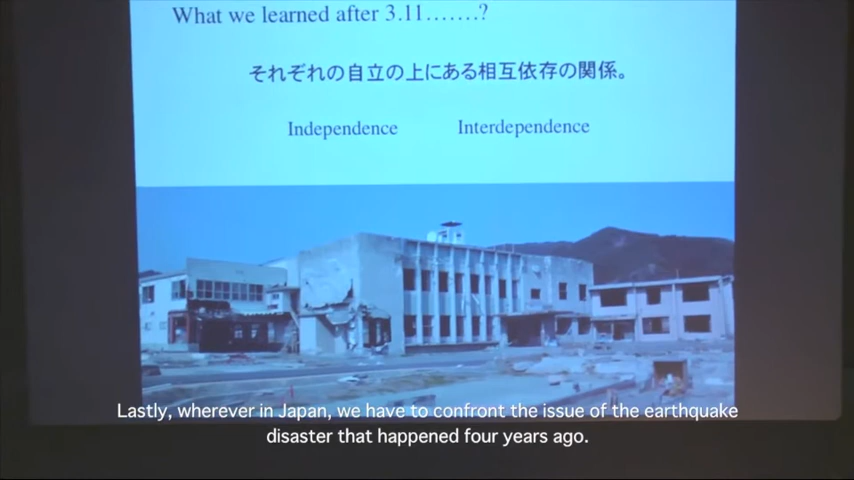 What we learned after 3.11.......?
それぞれの自立の上にある相互依存の関係。
Independence Interdependence
Lastly, wherever in Japan, we have to confront the issue of the earthquake
disaster that happened four years ago.